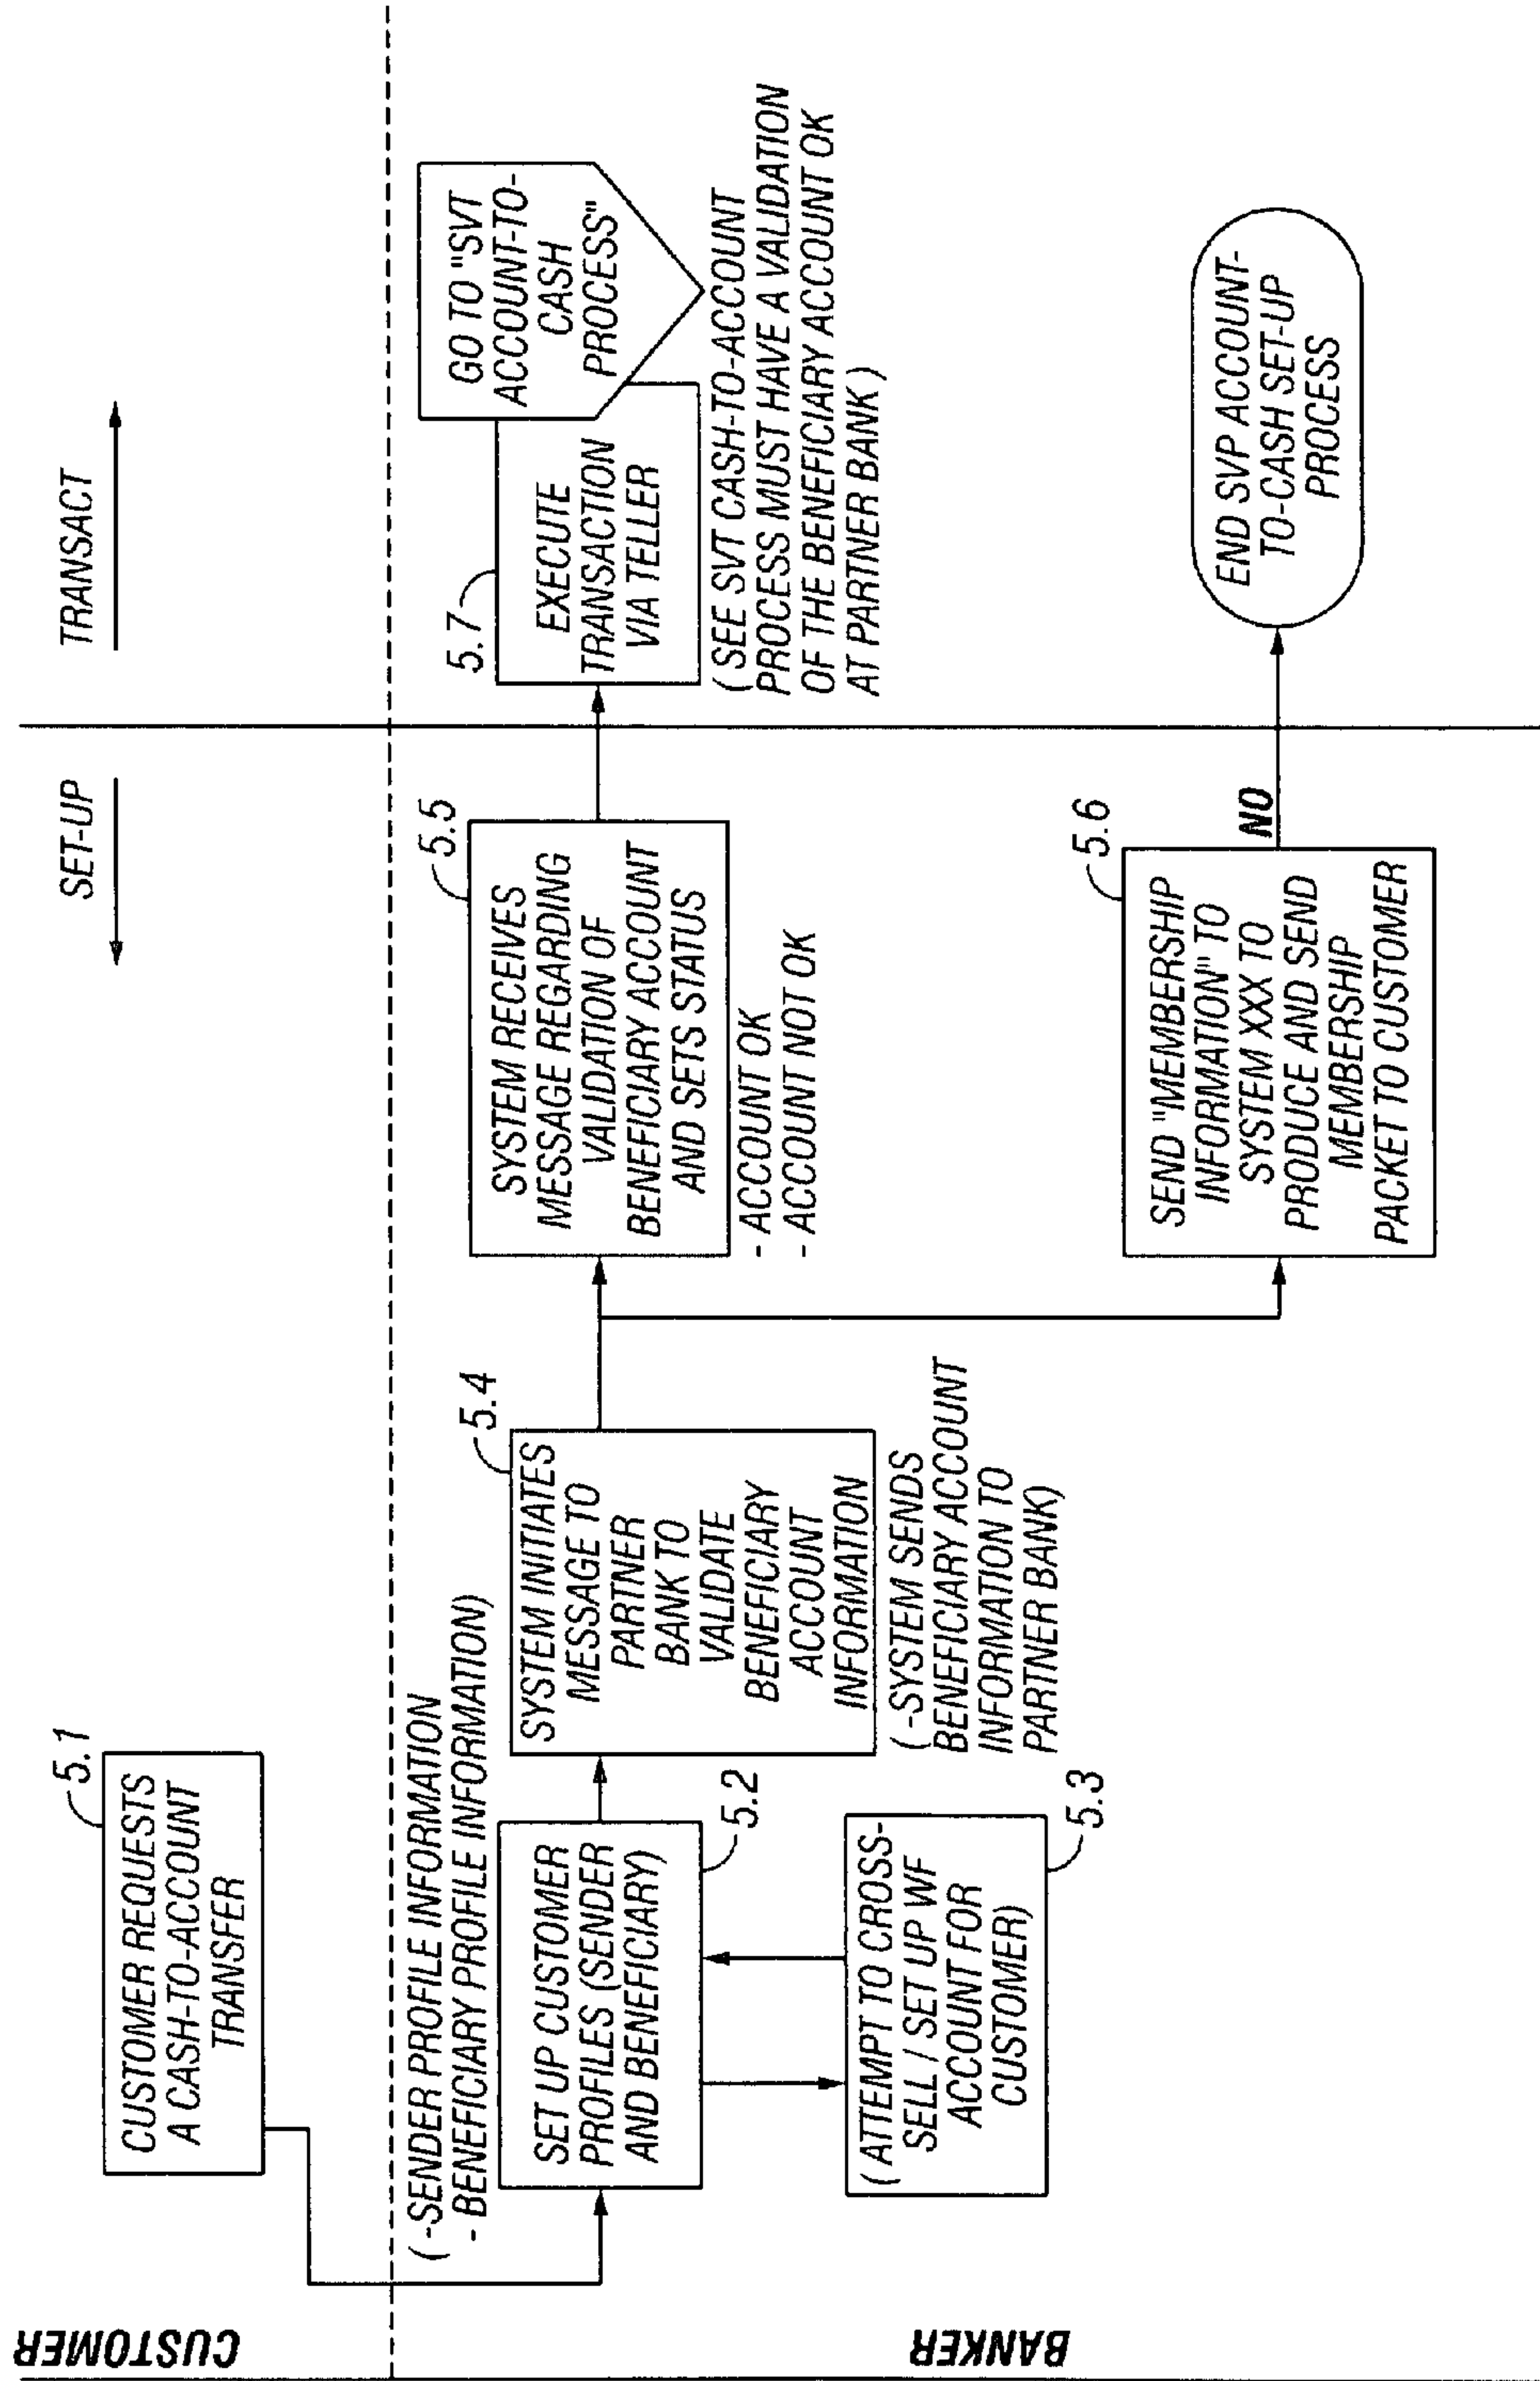 SET-UP
TRANSACT
CUSTOMER
5.1
CUSTOMER REQUESTS
A CASH-TO-ACCOUNT
TRANSFER
BANKER
(-SENDER PROFILE INFORMATION
- BENEFICIARY PROFILE INFORMATION)
SET UP CUSTOMER
PROFILES (SENDER
AND BENEFICIARY)
5.2
(ATTEMPT TO CROSS-
SELL / SET UP WF
ACCOUNT FOR
CUSTOMER)
5.3
5.4
SYSTEM INITIATES
MESSAGE TO
PARTNER
BANK TO
VALIDATE
BENEFICIARY
ACCOUNT
INFORMATION
(-SYSTEM SENDS
BENEFICIARY ACCOUNT
INFORMATION TO
PARTNER BANK)
5.5
SYSTEM RECEIVES
MESSAGE REGARDING
VALIDATION OF
BENEFICIARY ACCOUNT
AND SETS STATUS
- ACCOUNT OK
- ACCOUNT NOT OK
5.6
SEND "MEMBERSHIP
INFORMATION" TO
SYSTEM XXX TO
PRODUCE AND SEND
MEMBERSHIP
PACKET TO CUSTOMER
NO
5.7
EXECUTE
TRANSACTION
VIA TELLER
GO TO "SVT
ACCOUNT-TO-
CASH
PROCESS"
(SEE SVT CASH-TO-ACCOUNT
PROCESS MUST HAVE A VALIDATION
OF THE BENEFICIARY ACCOUNT OK
AT PARTNER BANK)
END SVP ACCOUNT-
TO-CASH SET-UP
PROCESS